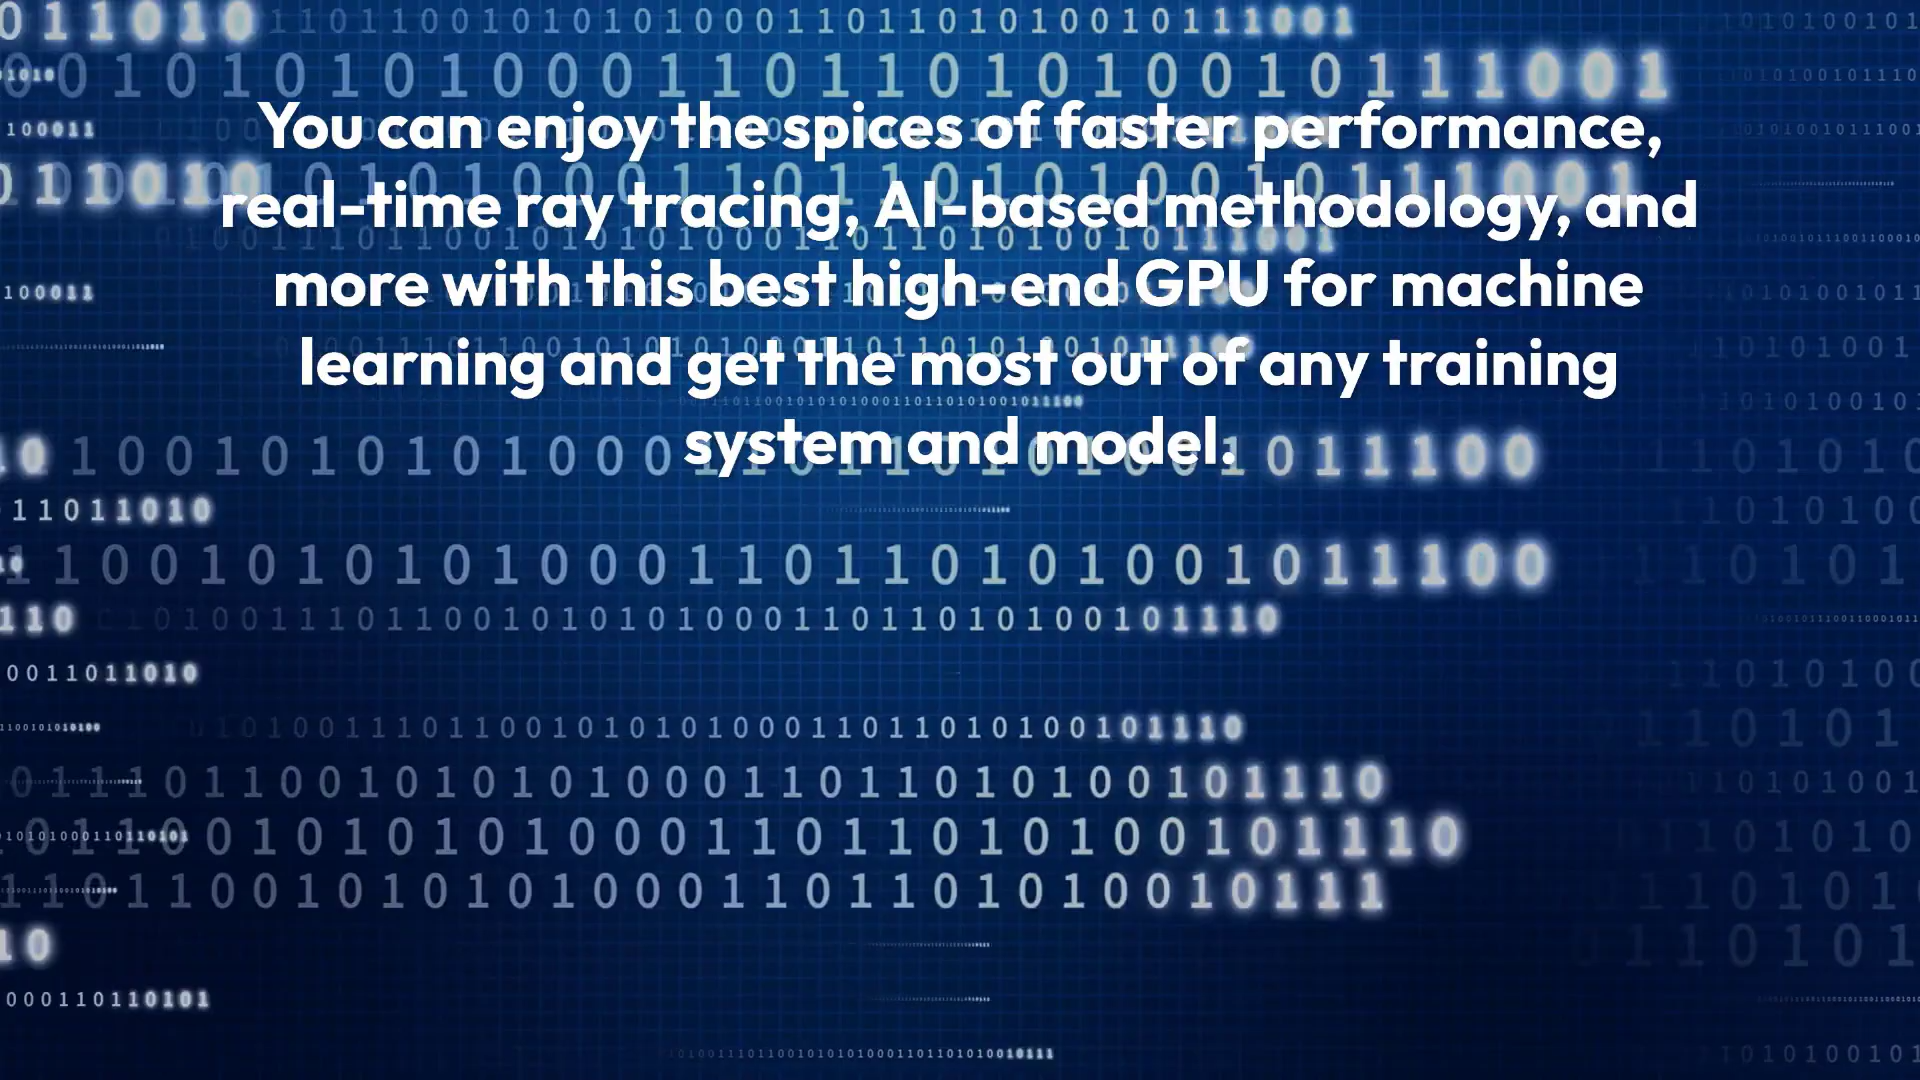 You can enjoy the spices of faster performance,
real-time ray tracing, AI-based methodology, and
more with this best high-end GPU for machine
learning and get the most out of any training
system and model.